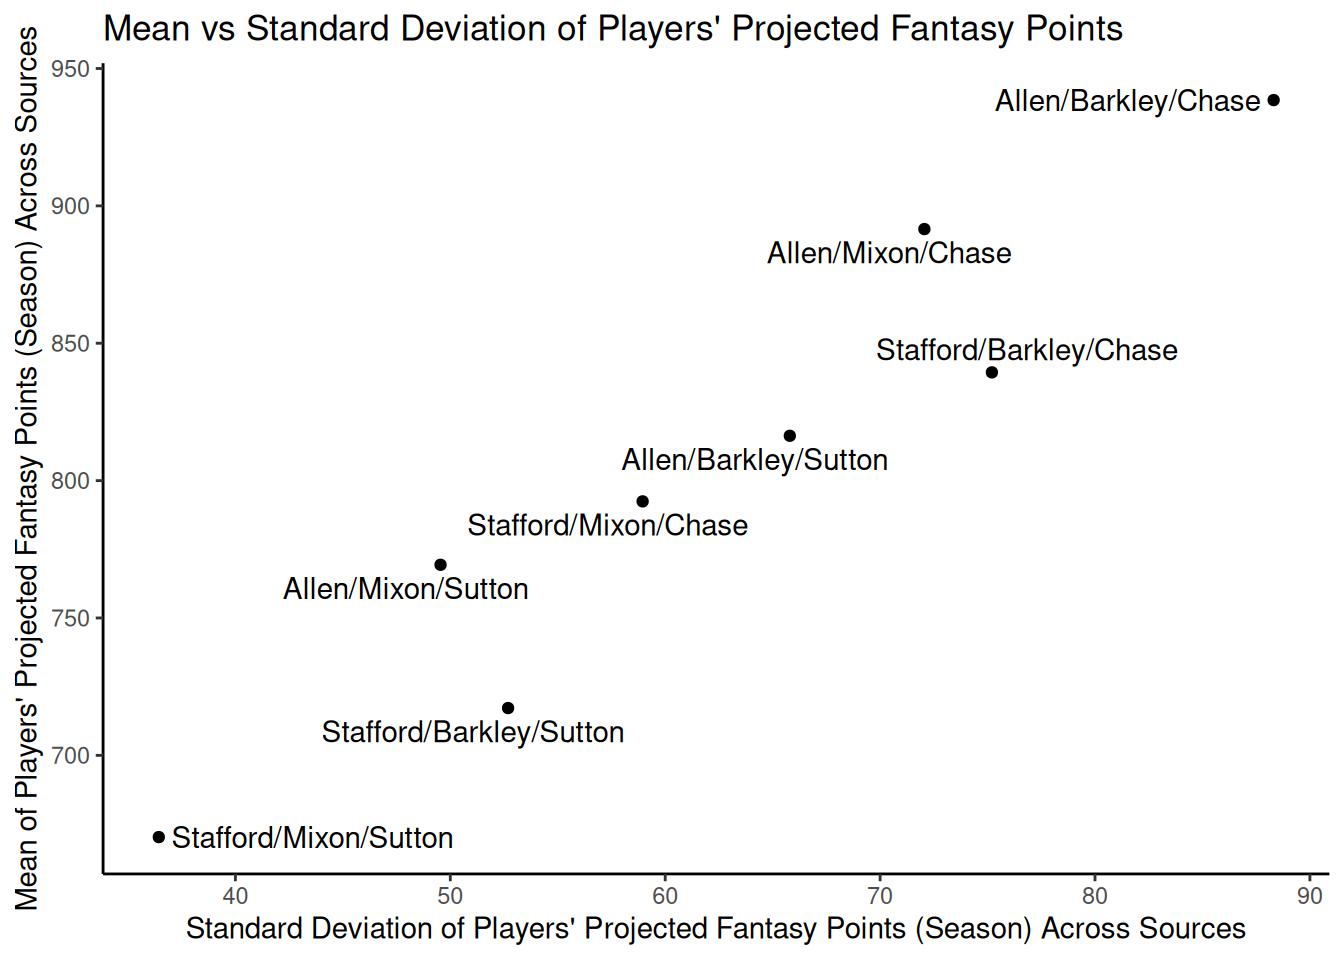 Mean vs Standard Deviation of Players' Projected Fantasy Points
Mean of Players' Projected Fantasy Points (Season) Across Sources
950
900
850
800
750
700
Allen/Barkley/Chase
Allen/Mixon/Chase
Stafford/Barkley/Chase
Allen/Barkley/Sutton
Stafford/Mixon/Chase
Allen/Mixon/Sutton
Stafford/Barkley/Sutton
Stafford/Mixon/Sutton
40 50 60 70 80 90
Standard Deviation of Players' Projected Fantasy Points (Season) Across Sources